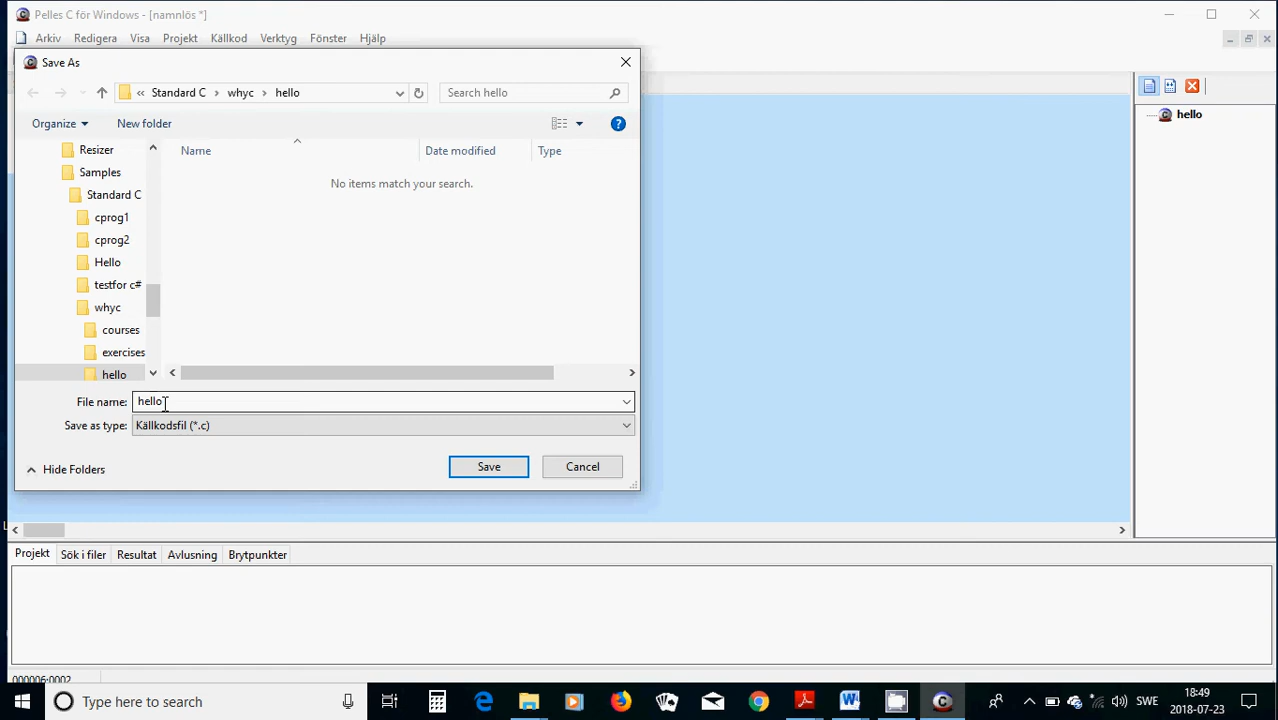 Pelles C för Windows - [namnlös *]
Arkiv Redigera Visa Projekt Källkod Verktyg Fönster Hjälp
Save As
« Standard C > whyc > hello
Search hello
Organize New folder
Name Date modified Type
No items match your search.
Resizer
Samples
Standard C
cprog1
cprog2
Hello
testfor c#
whyc
courses
exercises
hello
File name: hello
Save as type: Källkodsfil (*.c)
Hide Folders
Save Cancel
hello
Projekt Sök i filer Resultat Avlusning Brytpunkter
000006:0002
Type here to search
SWE
18:49
2018-07-23